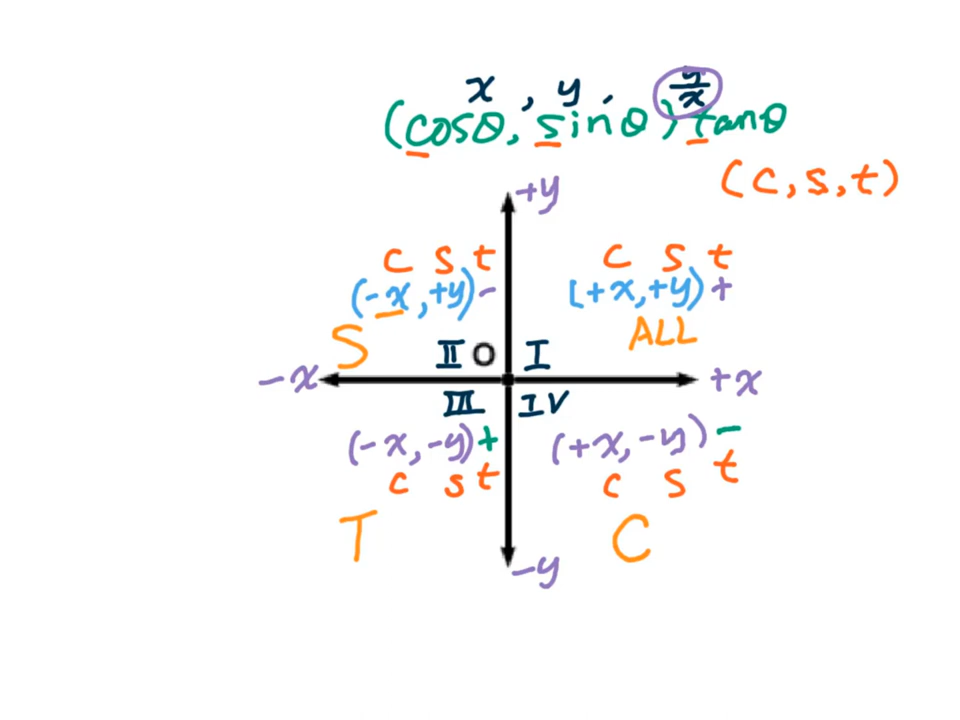 x , y , y/x
(cosθ, sinθ, tanθ
(c, s, t)
+y
c s t c s t
(-x, +y) - (+x, +y) +
S ALL
II O I
-x +x
III IV
(-x, -y) + (+x, -y) -
c s t c s t
T C
-y